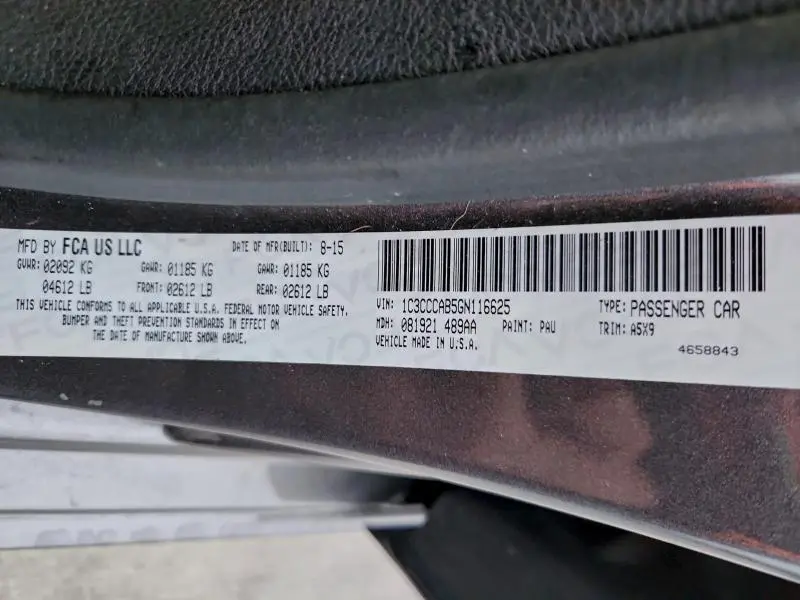 MFD BY FCA US LLC DATE OF MFR(BUILT): 8-15
GVWR: 02092 KG GAWR: 01185 KG GAWR: 01185 KG
04612 LB FRONT: 02612 LB REAR: 02612 LB
THIS VEHICLE CONFORMS TO ALL APPLICABLE U.S.A. FEDERAL MOTOR VEHICLE SAFETY,
BUMPER AND THEFT PREVENTION STANDARDS IN EFFECT ON
THE DATE OF MANUFACTURE SHOWN ABOVE.
VIN: 1C3CCCAB5GN116625 TYPE: PASSENGER CAR
MDH: 081921 489AA PAINT: PAU TRIM: A5X9
VEHICLE MADE IN U.S.A. 4658843